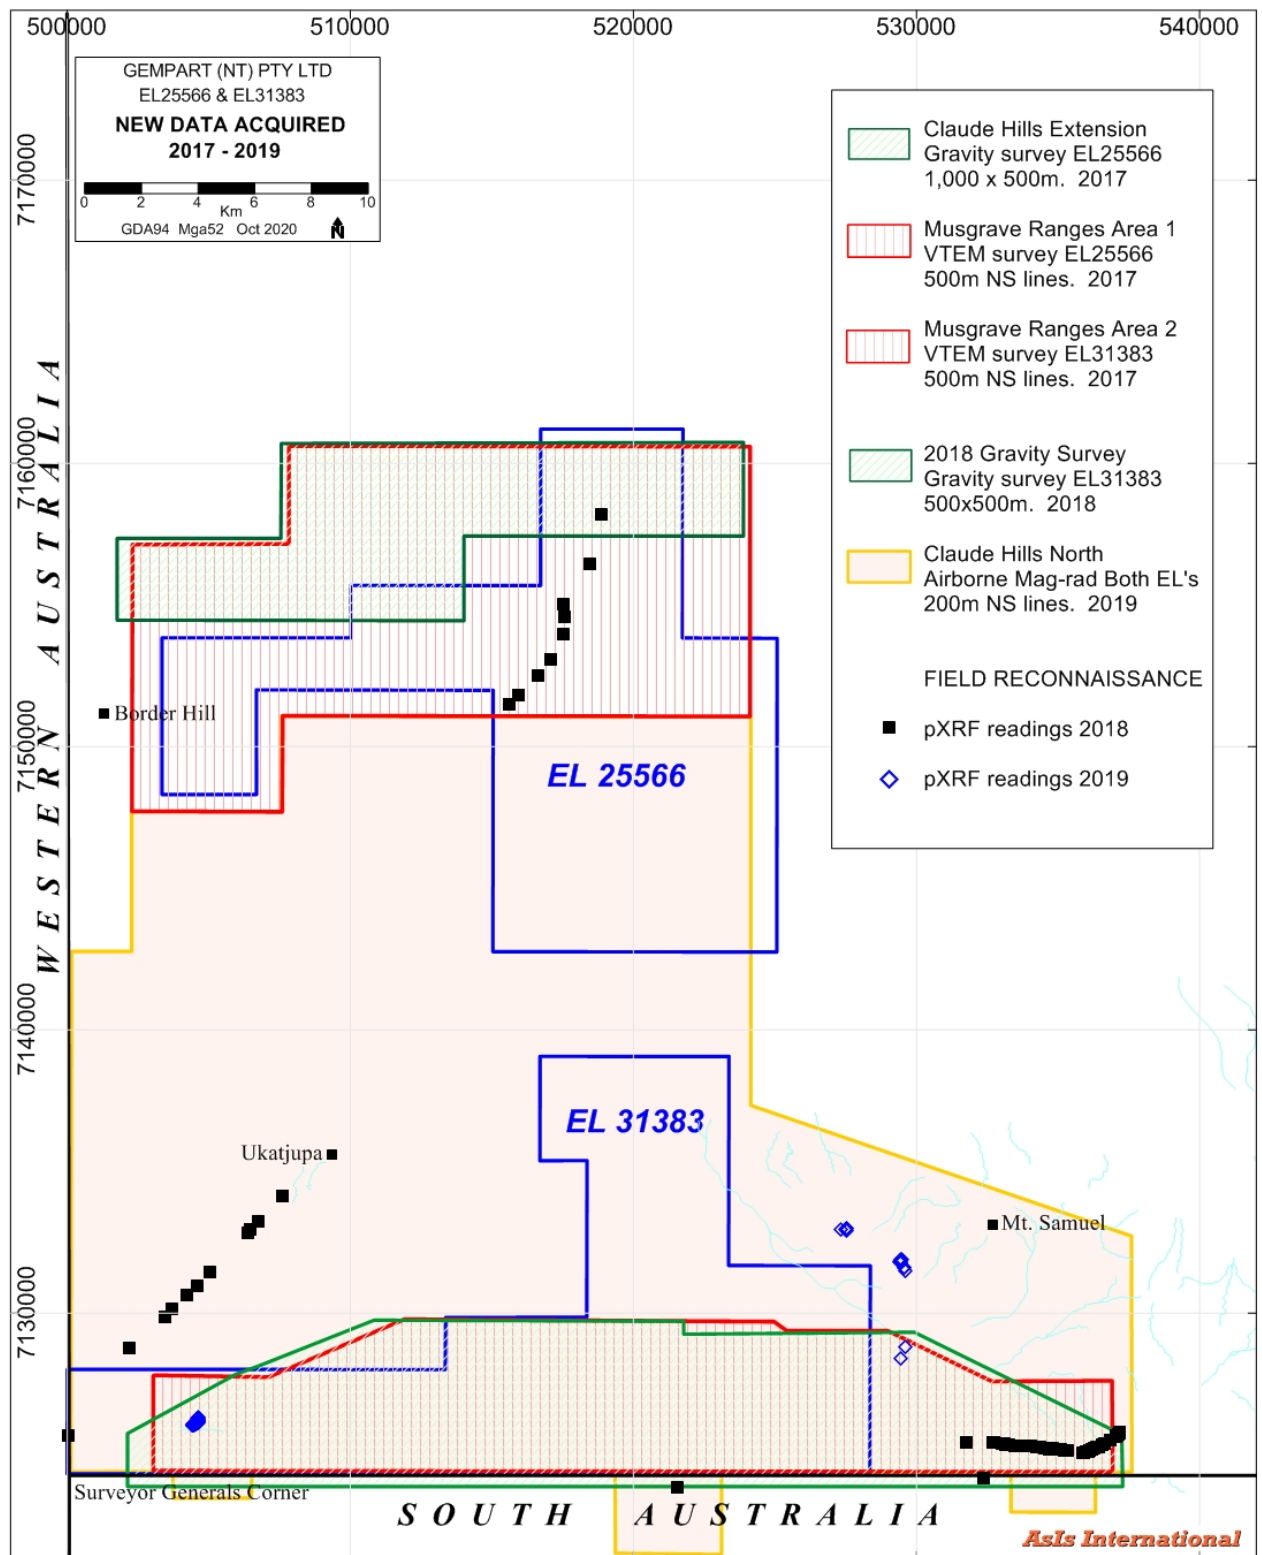 500000 510000 520000 530000 540000
GEMPART (NT) PTY LTD
EL25566 & EL31383
NEW DATA ACQUIRED
2017 - 2019
0 2 4 6 8 10
Km
GDA94 Mga52 Oct 2020
N
Claude Hills Extension
Gravity survey EL25566
1,000 x 500m. 2017
Musgrave Ranges Area 1
VTEM survey EL25566
500m NS lines. 2017
Musgrave Ranges Area 2
VTEM survey EL31383
500m NS lines. 2017
2018 Gravity Survey
Gravity survey EL31383
500x500m. 2018
Claude Hills North
Airborne Mag-rad Both EL's
200m NS lines. 2019
FIELD RECONNAISSANCE
pXRF readings 2018
pXRF readings 2019
7170000
7160000
7150000
7140000
7130000
WESTERN AUSTRALIA
Border Hill
EL 25566
EL 31383
Ukatjupa
Mt. Samuel
Surveyor Generals Corner
SOUTH AUSTRALIA
AsIs International